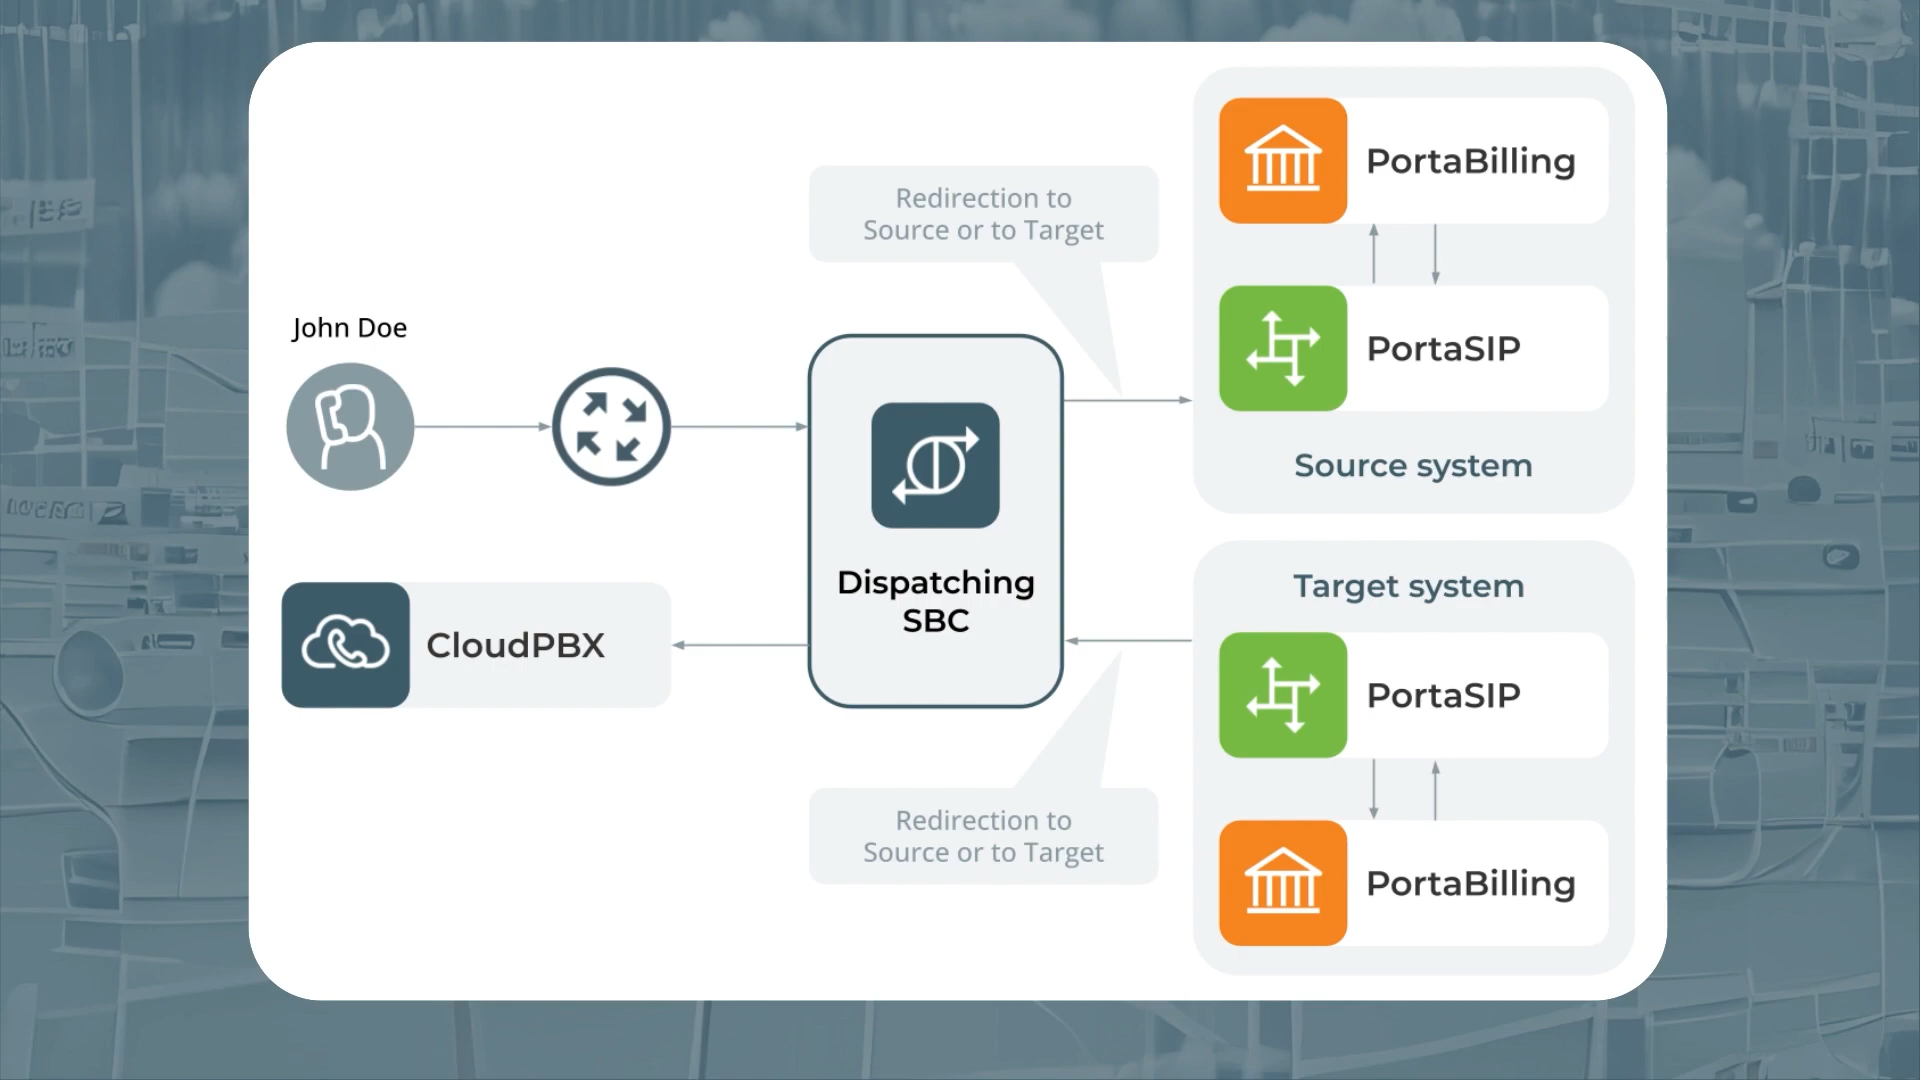 John Doe
CloudPBX
Redirection to
Source or to Target
Dispatching
SBC
Redirection to
Source or to Target
PortaBilling
PortaSIP
Source system
Target system
PortaSIP
PortaBilling